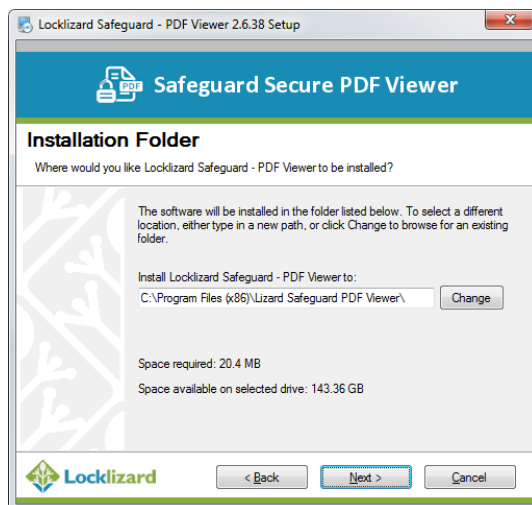 Locklizard Safeguard - PDF Viewer 2.6.38 Setup
PDF
Safeguard Secure PDF Viewer
Installation Folder
Where would you like Locklizard Safeguard - PDF Viewer to be installed?
The software will be installed in the folder listed below. To select a different
location, either type in a new path, or click Change to browse for an existing
folder.
Install Locklizard Safeguard - PDF Viewer to:
C:\Program Files (x86)\Lizard Safeguard PDF Viewer\
Change
Space required: 20.4 MB
Space available on selected drive: 143.36 GB
Locklizard
< Back
Next >
Cancel